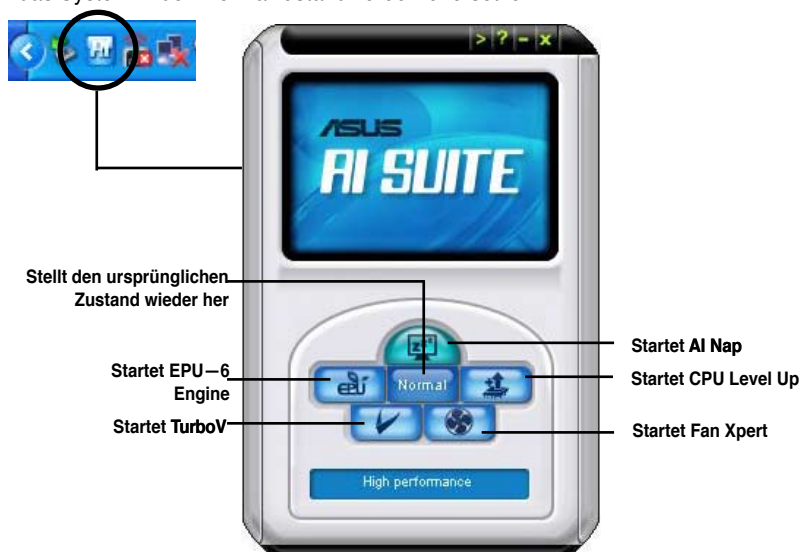 > ? - x
ASUS
AI SUITE
Stellt den ursprünglichen
Zustand wieder her
Startet AI Nap
Startet EPU—6
Engine
Normal
Startet CPU Level Up
Startet TurboV
Startet Fan Xpert
High performance